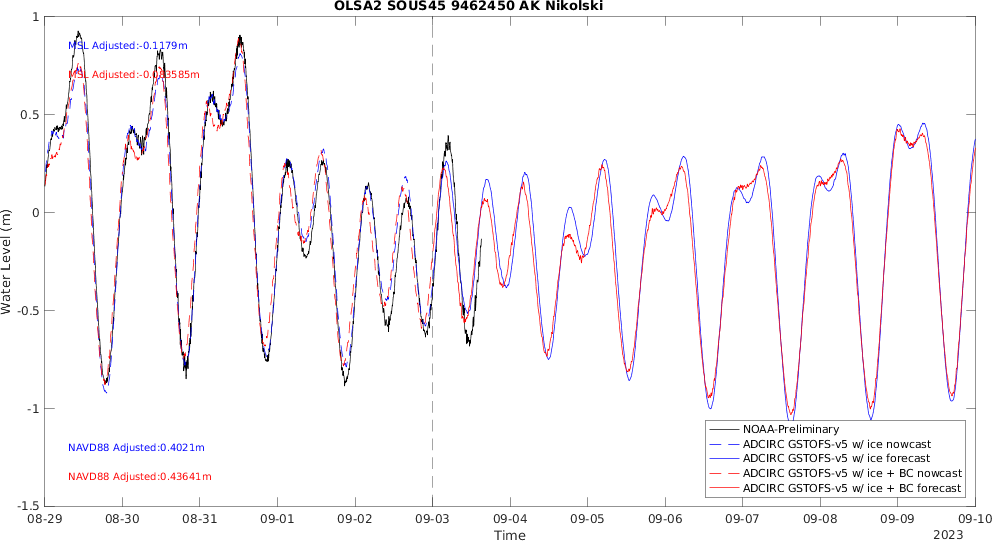 OLSA2 SOUS45 9462450 AK Nikolski
1
0.5
0
-0.5
-1
-1.5
Water Level (m)
MSL Adjusted:-0.1179m
MSL Adjusted:-0.083585m
NAVD88 Adjusted:0.4021m
NAVD88 Adjusted:0.43641m
NOAA-Preliminary
ADCIRC GSTOFS-v5 w/ ice nowcast
ADCIRC GSTOFS-v5 w/ ice forecast
ADCIRC GSTOFS-v5 w/ ice + BC nowcast
ADCIRC GSTOFS-v5 w/ ice + BC forecast
08-29 08-30 08-31 09-01 09-02 09-03 09-04 09-05 09-06 09-07 09-08 09-09 09-10
Time
2023